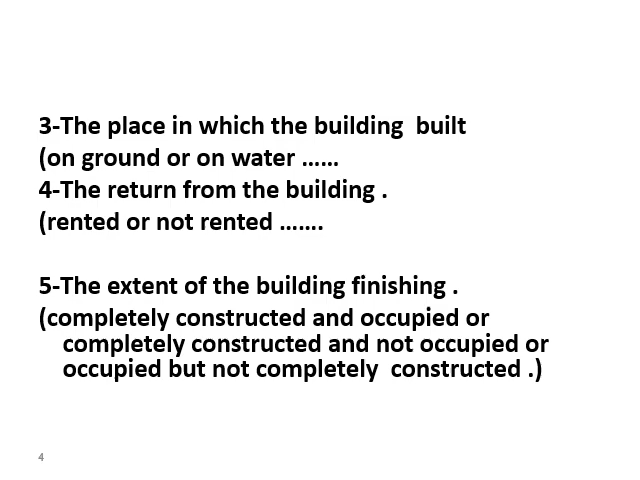 3-The place in which the building  built
(on ground or on water ......
4-The return from the building .
(rented or not rented .......
5-The extent of the building finishing .
(completely constructed and occupied or
completely constructed and not occupied or
occupied but not completely  constructed .)
4